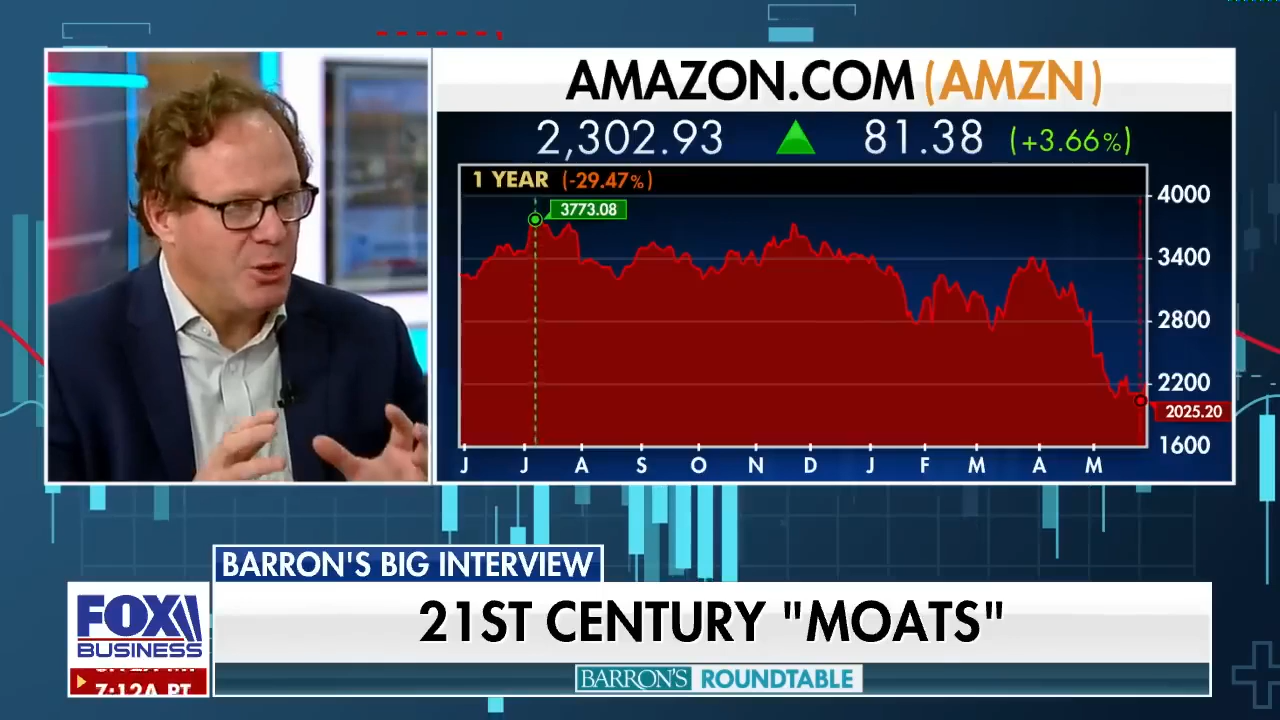 AMAZON.COM (AMZN)
2,302.93 81.38 (+3.66%)
1 YEAR (-29.47%)
3773.08
4000
3400
2800
2200
2025.20
1600
J J A S O N D J F M A M
BARRON'S BIG INTERVIEW
21ST CENTURY "MOATS"
FOX
BUSINESS
7:12A PT
BARRON'S ROUNDTABLE